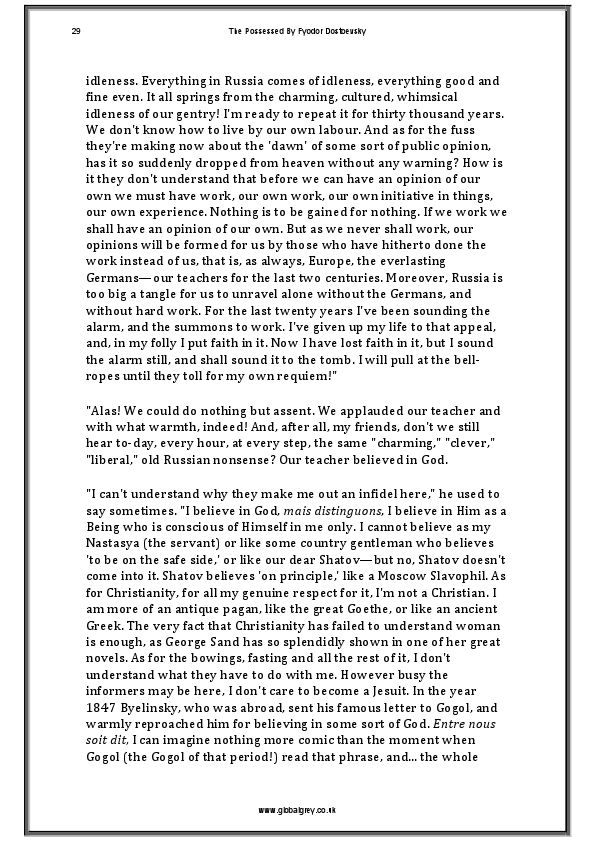 29
The Possessed By Fyodor Dostoevsky
idleness. Everything in Russia comes of idleness, everything good and
fine even. It all springs from the charming, cultured, whimsical
idleness of our gentry! I'm ready to repeat it for thirty thousand years.
We don't know how to live by our own labour. And as for the fuss
they're making now about the 'dawn' of some sort of public opinion,
has it so suddenly dropped from heaven without any warning? How is
it they don't understand that before we can have an opinion of our
own we must have work, our own work, our own initiative in things,
our own experience. Nothing is to be gained for nothing. If we work we
shall have an opinion of our own. But as we never shall work, our
opinions will be formed for us by those who have hitherto done the
work instead of us, that is, as always, Europe, the everlasting
Germans—our teachers for the last two centuries. Moreover, Russia is
too big a tangle for us to unravel alone without the Germans, and
without hard work. For the last twenty years I've been sounding the
alarm, and the summons to work. I've given up my life to that appeal,
and, in my folly I put faith in it. Now I have lost faith in it, but I sound
the alarm still, and shall sound it to the tomb. I will pull at the bell-
ropes until they toll for my own requiem!"
"Alas! We could do nothing but assent. We applauded our teacher and
with what warmth, indeed! And, after all, my friends, don't we still
hear to-day, every hour, at every step, the same "charming," "clever,"
"liberal," old Russian nonsense? Our teacher believed in God.
"I can't understand why they make me out an infidel here," he used to
say sometimes. "I believe in God, mais distinguons, I believe in Him as a
Being who is conscious of Himself in me only. I cannot believe as my
Nastasya (the servant) or like some country gentleman who believes
'to be on the safe side,' or like our dear Shatov—but no, Shatov doesn't
come into it. Shatov believes 'on principle,' like a Moscow Slavophil. As
for Christianity, for all my genuine respect for it, I'm not a Christian. I
am more of an antique pagan, like the great Goethe, or like an ancient
Greek. The very fact that Christianity has failed to understand woman
is enough, as George Sand has so splendidly shown in one of her great
novels. As for the bowings, fasting and all the rest of it, I don't
understand what they have to do with me. However busy the
informers may be here, I don't care to become a Jesuit. In the year
1847 Byelinsky, who was abroad, sent his famous letter to Gogol, and
warmly reproached him for believing in some sort of God. Entre nous
soit dit, I can imagine nothing more comic than the moment when
Gogol (the Gogol of that period!) read that phrase, and... the whole
www.globalgrey.co.uk